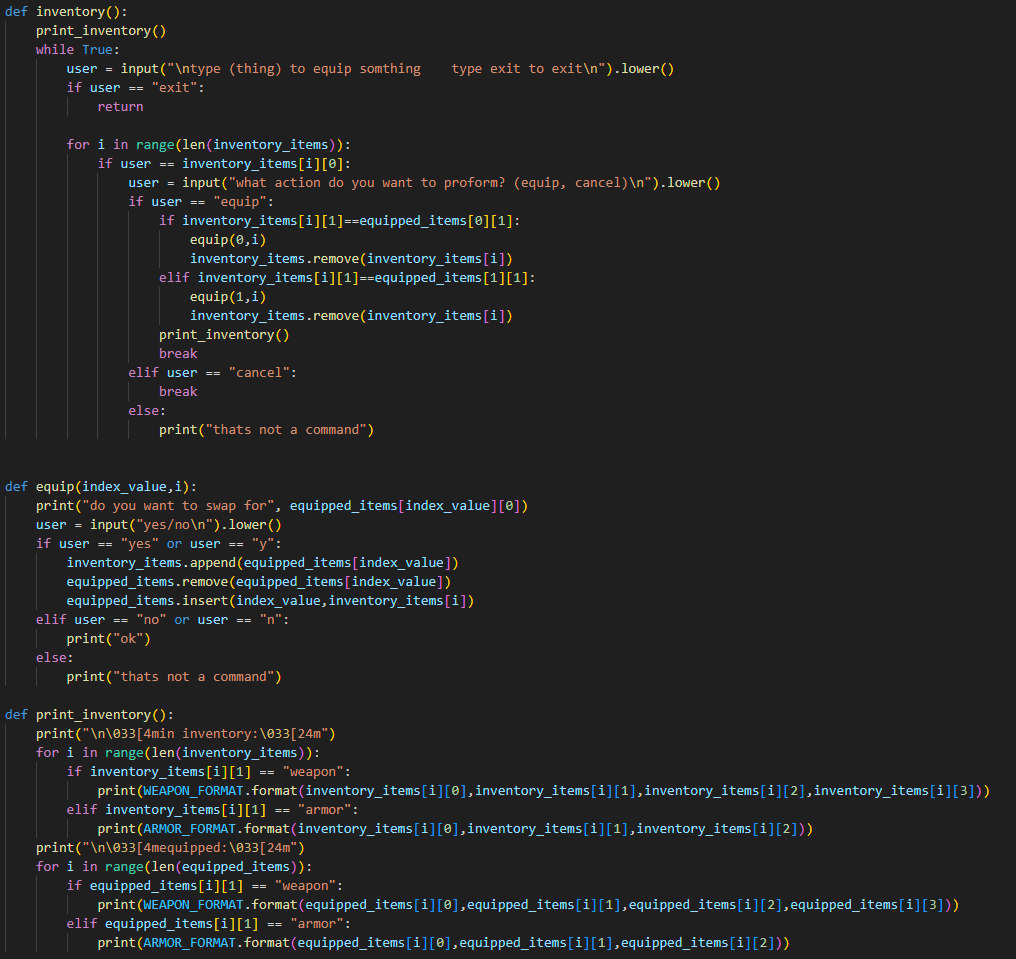 def inventory():
    print_inventory()
    while True:
        user = input("\ntype (thing) to equip somthing    type exit to exit\n").lower()
        if user == "exit":
            return

        for i in range(len(inventory_items)):
            if user == inventory_items[i][0]:
                user = input("what action do you want to proform? (equip, cancel)\n").lower()
                if user == "equip":
                    if inventory_items[i][1]==equipped_items[0][1]:
                        equip(0,i)
                        inventory_items.remove(inventory_items[i])
                    elif inventory_items[i][1]==equipped_items[1][1]:
                        equip(1,i)
                        inventory_items.remove(inventory_items[i])
                    print_inventory()
                    break
                elif user == "cancel":
                    break
                else:
                    print("thats not a command")


def equip(index_value,i):
    print("do you want to swap for", equipped_items[index_value][0])
    user = input("yes/no\n").lower()
    if user == "yes" or user == "y":
        inventory_items.append(equipped_items[index_value])
        equipped_items.remove(equipped_items[index_value])
        equipped_items.insert(index_value,inventory_items[i])
    elif user == "no" or user == "n":
        print("ok")
    else:
        print("thats not a command")

def print_inventory():
    print("\n\033[4min inventory:\033[24m")
    for i in range(len(inventory_items)):
        if inventory_items[i][1] == "weapon":
            print(WEAPON_FORMAT.format(inventory_items[i][0],inventory_items[i][1],inventory_items[i][2],inventory_items[i][3]))
        elif inventory_items[i][1] == "armor":
            print(ARMOR_FORMAT.format(inventory_items[i][0],inventory_items[i][1],inventory_items[i][2]))
    print("\n\033[4mequipped:\033[24m")
    for i in range(len(equipped_items)):
        if equipped_items[i][1] == "weapon":
            print(WEAPON_FORMAT.format(equipped_items[i][0],equipped_items[i][1],equipped_items[i][2],equipped_items[i][3]))
        elif equipped_items[i][1] == "armor":
            print(ARMOR_FORMAT.format(equipped_items[i][0],equipped_items[i][1],equipped_items[i][2]))